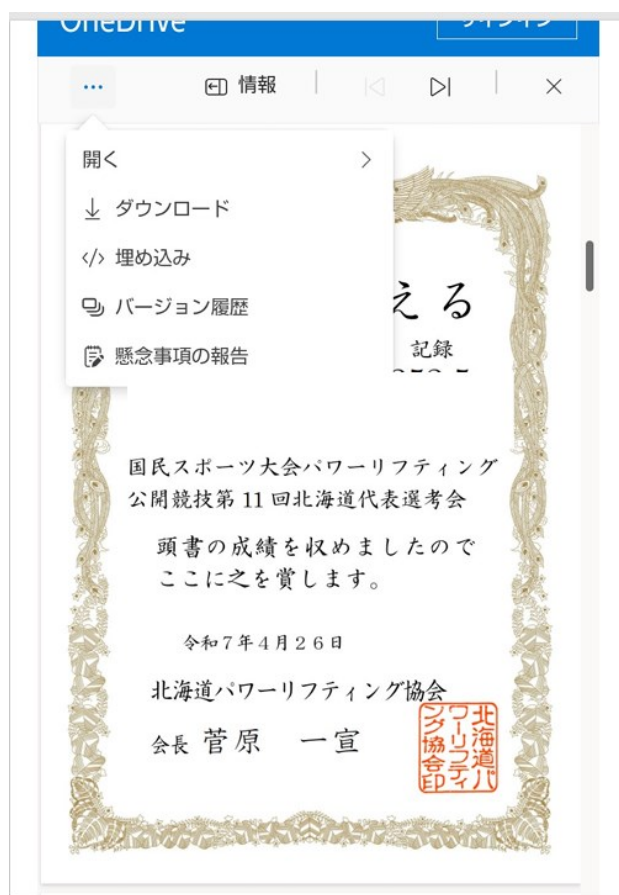 OneDrive
サインイン
情報
開く
ダウンロード
埋め込み
バージョン履歴
懸念事項の報告
える
記録
国民スポーツ大会パワーリフティング
公開競技第11回北海道代表選考会
頭書の成績を収めましたので
ここに之を賞します。
令和7年4月26日
北海道パワーリフティング協会
会長 菅原 一宣
北海道パ
ワーリフティ
ング協会印